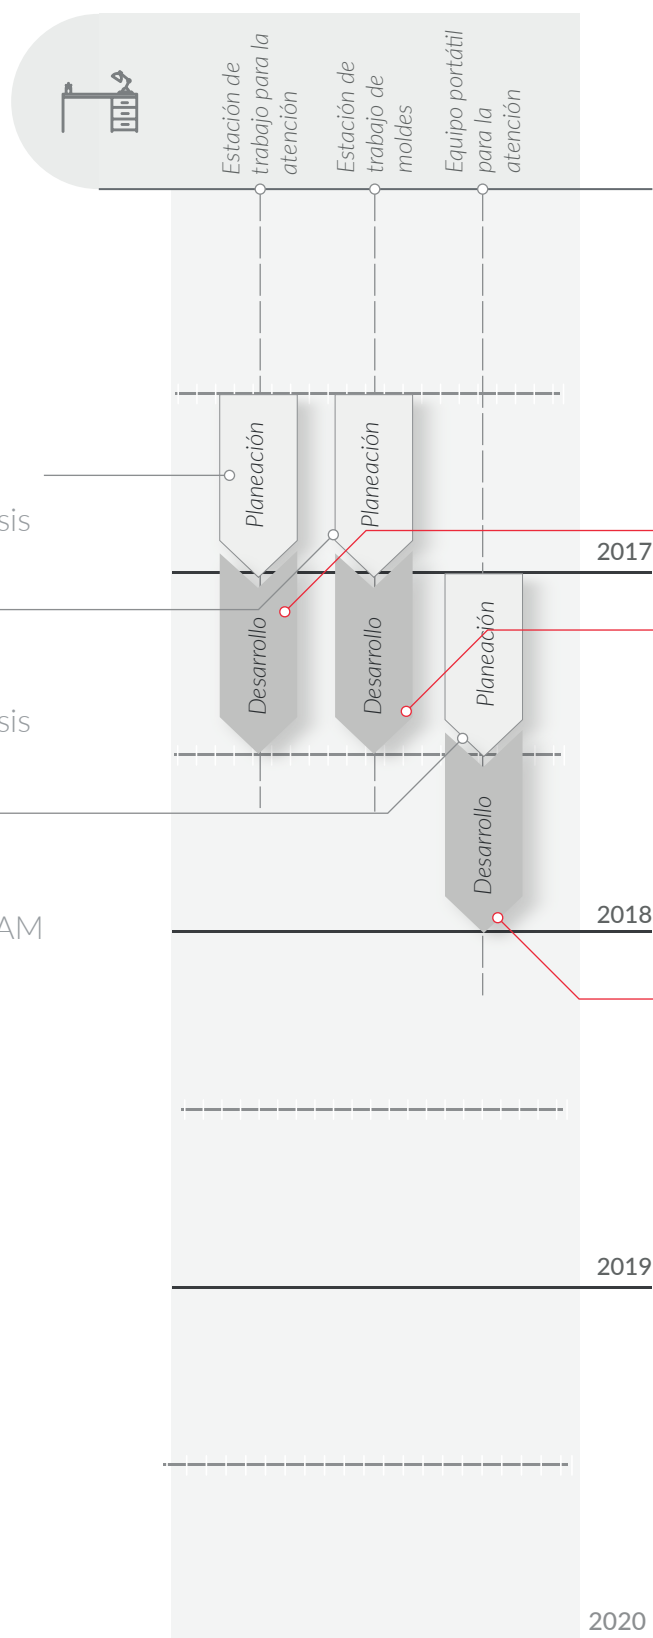 Estación de
trabajo para la
atención
Estación de
trabajo de
moldes
Equipo portátil
para la
atención
Planeación
Planeación
sis
2017
Planeación
Desarrollo
Desarrollo
sis
Desarrollo
2018
AM
2019
2020